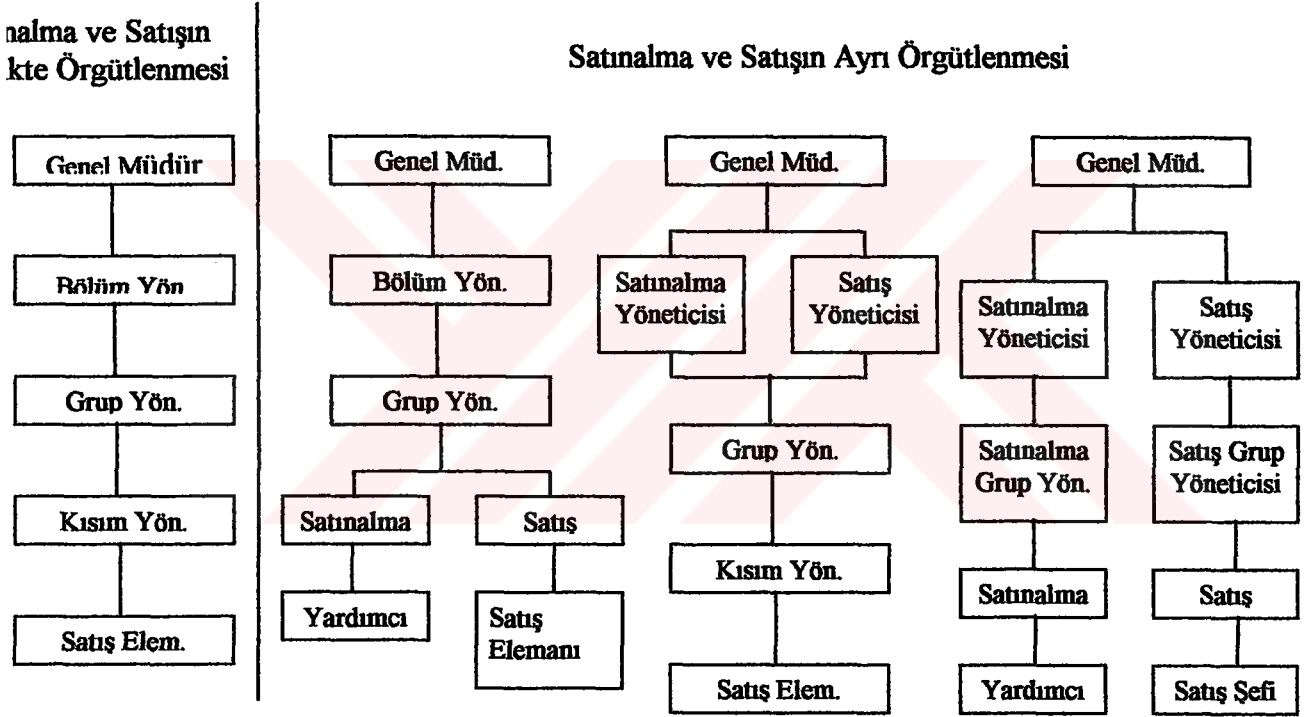 nalma ve Satışın
kte Örgütlenmesi
Genel Müdür
Bölüm Yön
Grup Yön.
Kısım Yön.
Satış Elem.
Satınalma ve Satışın Ayrı Örgütlenmesi
Genel Müd.
Bölüm Yön.
Grup Yön.
Satınalma
Satış
Yardımcı
Satış
Elemanı
Genel Müd.
Satınalma
Yöneticisi
Satış
Yöneticisi
Grup Yön.
Kısım Yön.
Satış Elem.
Genel Müd.
Satınalma
Yöneticisi
Satış
Yöneticisi
Satınalma
Grup Yön.
Satış Grup
Yöneticisi
Satınalma
Satış
Yardımcı
Satış Şefi